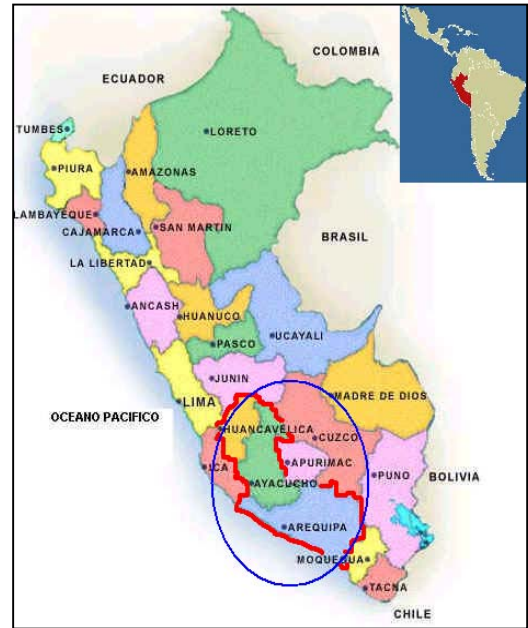 COLOMBIA
ECUADOR
TUMBES
LORETO
PIURA
AMAZONAS
LAMBAYEQUE
CAJAMARCA
SAN MARTIN
BRASIL
LA LIBERTAD
ANCASH
HUANUCO
UCAYALI
PASCO
JUNIN
LIMA
MADRE DE DIOS
OCEANO PACIFICO
HUANCAVELICA
CUZCO
ICA
APURIMAC
PUNO
BOLIVIA
AYACUCHO
AREQUIPA
MOQUEGUA
TACNA
CHILE